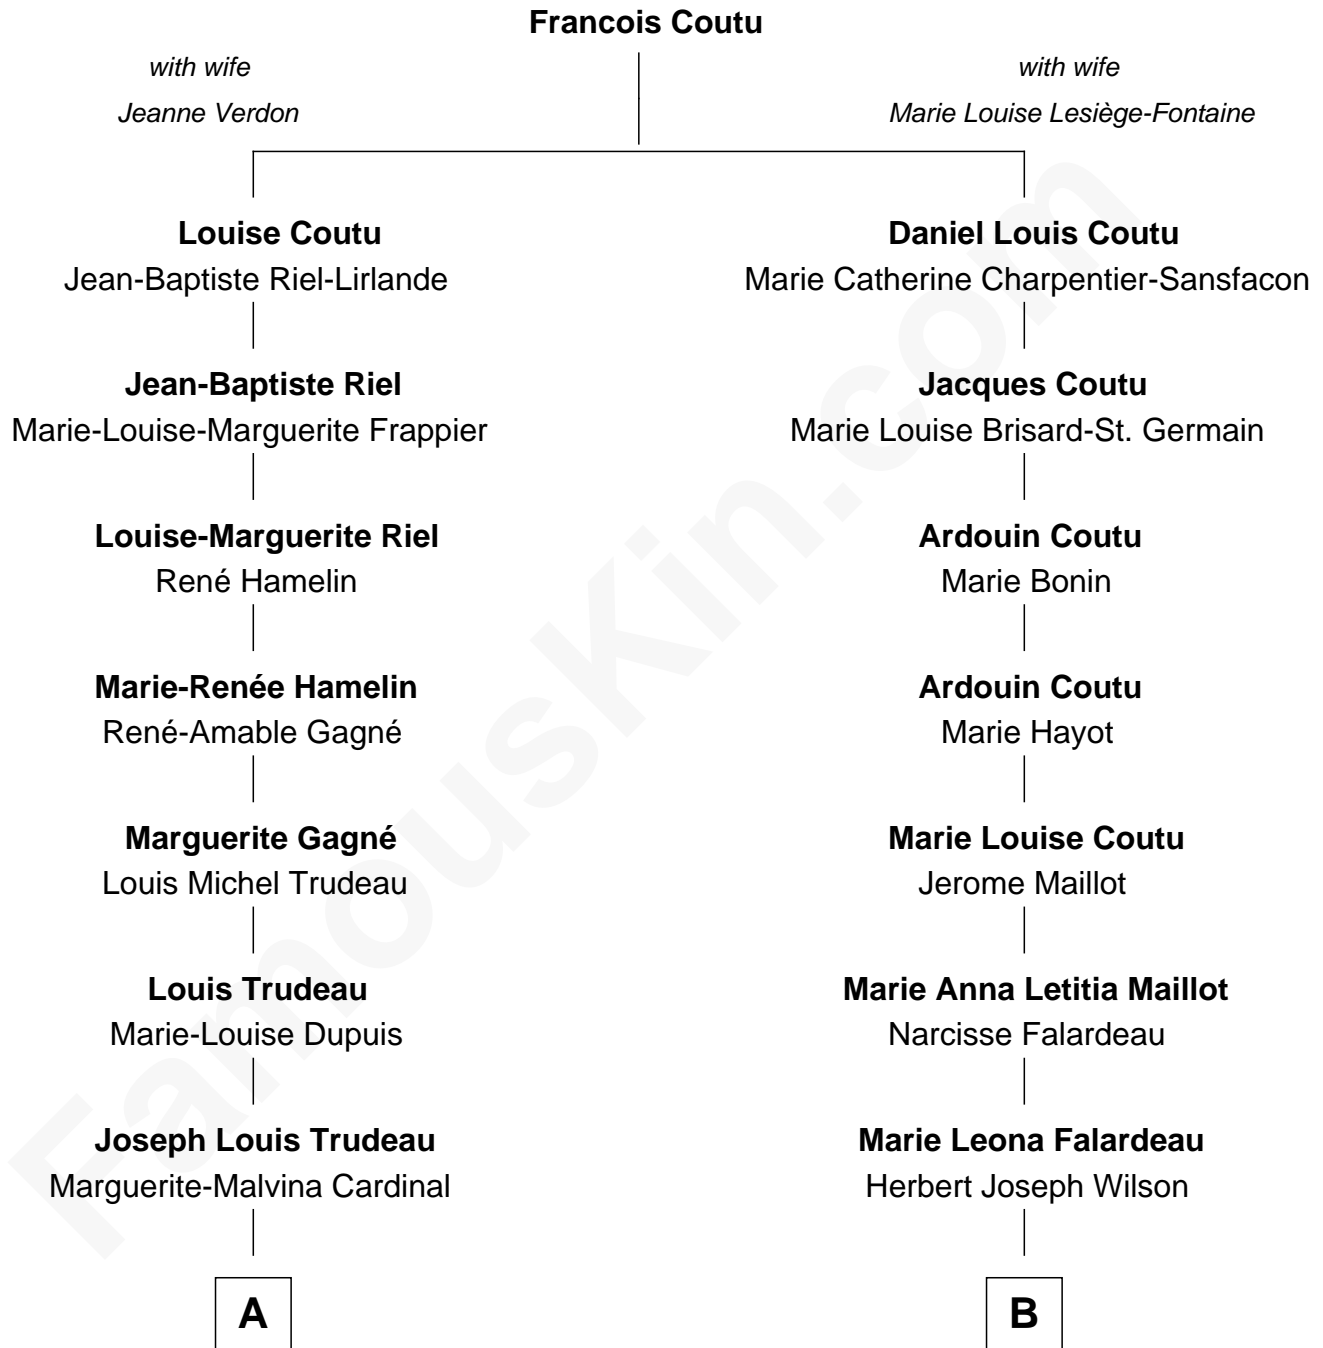 Francois Coutu
with wife
Jeanne Verdon
with wife
Marie Louise Lesiège-Fontaine
Louise Coutu
Jean-Baptiste Riel-Lirlande
Daniel Louis Coutu
Marie Catherine Charpentier-Sansfacon
Jean-Baptiste Riel
Marie-Louise-Marguerite Frappier
Jacques Coutu
Marie Louise Brisard-St. Germain
Louise-Marguerite Riel
René Hamelin
Ardouin Coutu
Marie Bonin
Marie-Renée Hamelin
René-Amable Gagné
Ardouin Coutu
Marie Hayot
Marguerite Gagné
Louis Michel Trudeau
Marie Louise Coutu
Jerome Maillot
Louis Trudeau
Marie-Louise Dupuis
Marie Anna Letitia Maillot
Narcisse Falardeau
Joseph Louis Trudeau
Marguerite-Malvina Cardinal
Marie Leona Falardeau
Herbert Joseph Wilson
A
B
FamousKin.com